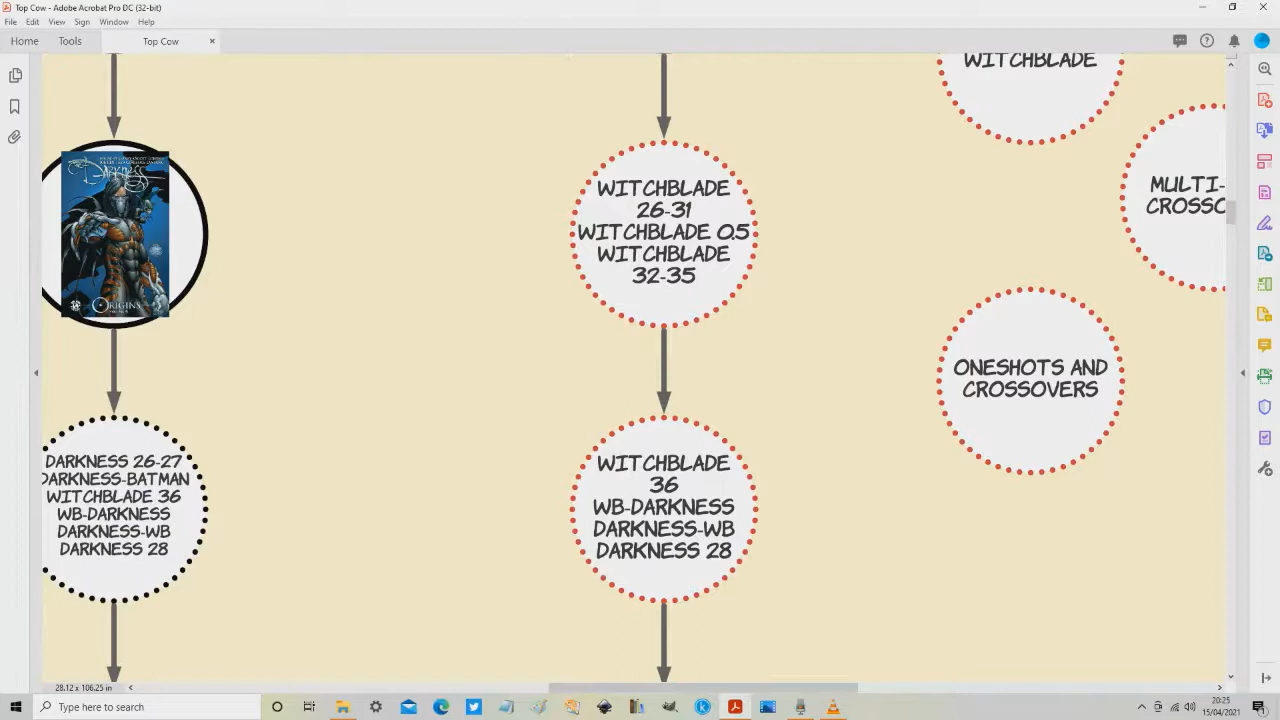 Top Cow - Adobe Acrobat Pro DC (32-bit)
File Edit View Sign Window Help
Home Tools Top Cow
WITCHBLADE
MULTI-
CROSSO
DARKNESS
ORIGINS
WITCHBLADE
26-31
WITCHBLADE 0.5
WITCHBLADE
32-35
ONESHOTS AND
CROSSOVERS
DARKNESS 26-27
DARKNESS-BATMAN
WITCHBLADE 36
WB-DARKNESS
DARKNESS-WB
DARKNESS 28
WITCHBLADE
36
WB-DARKNESS
DARKNESS-WB
DARKNESS 28
28.12 x 106.25 in
Type here to search
20:25
15/04/2021